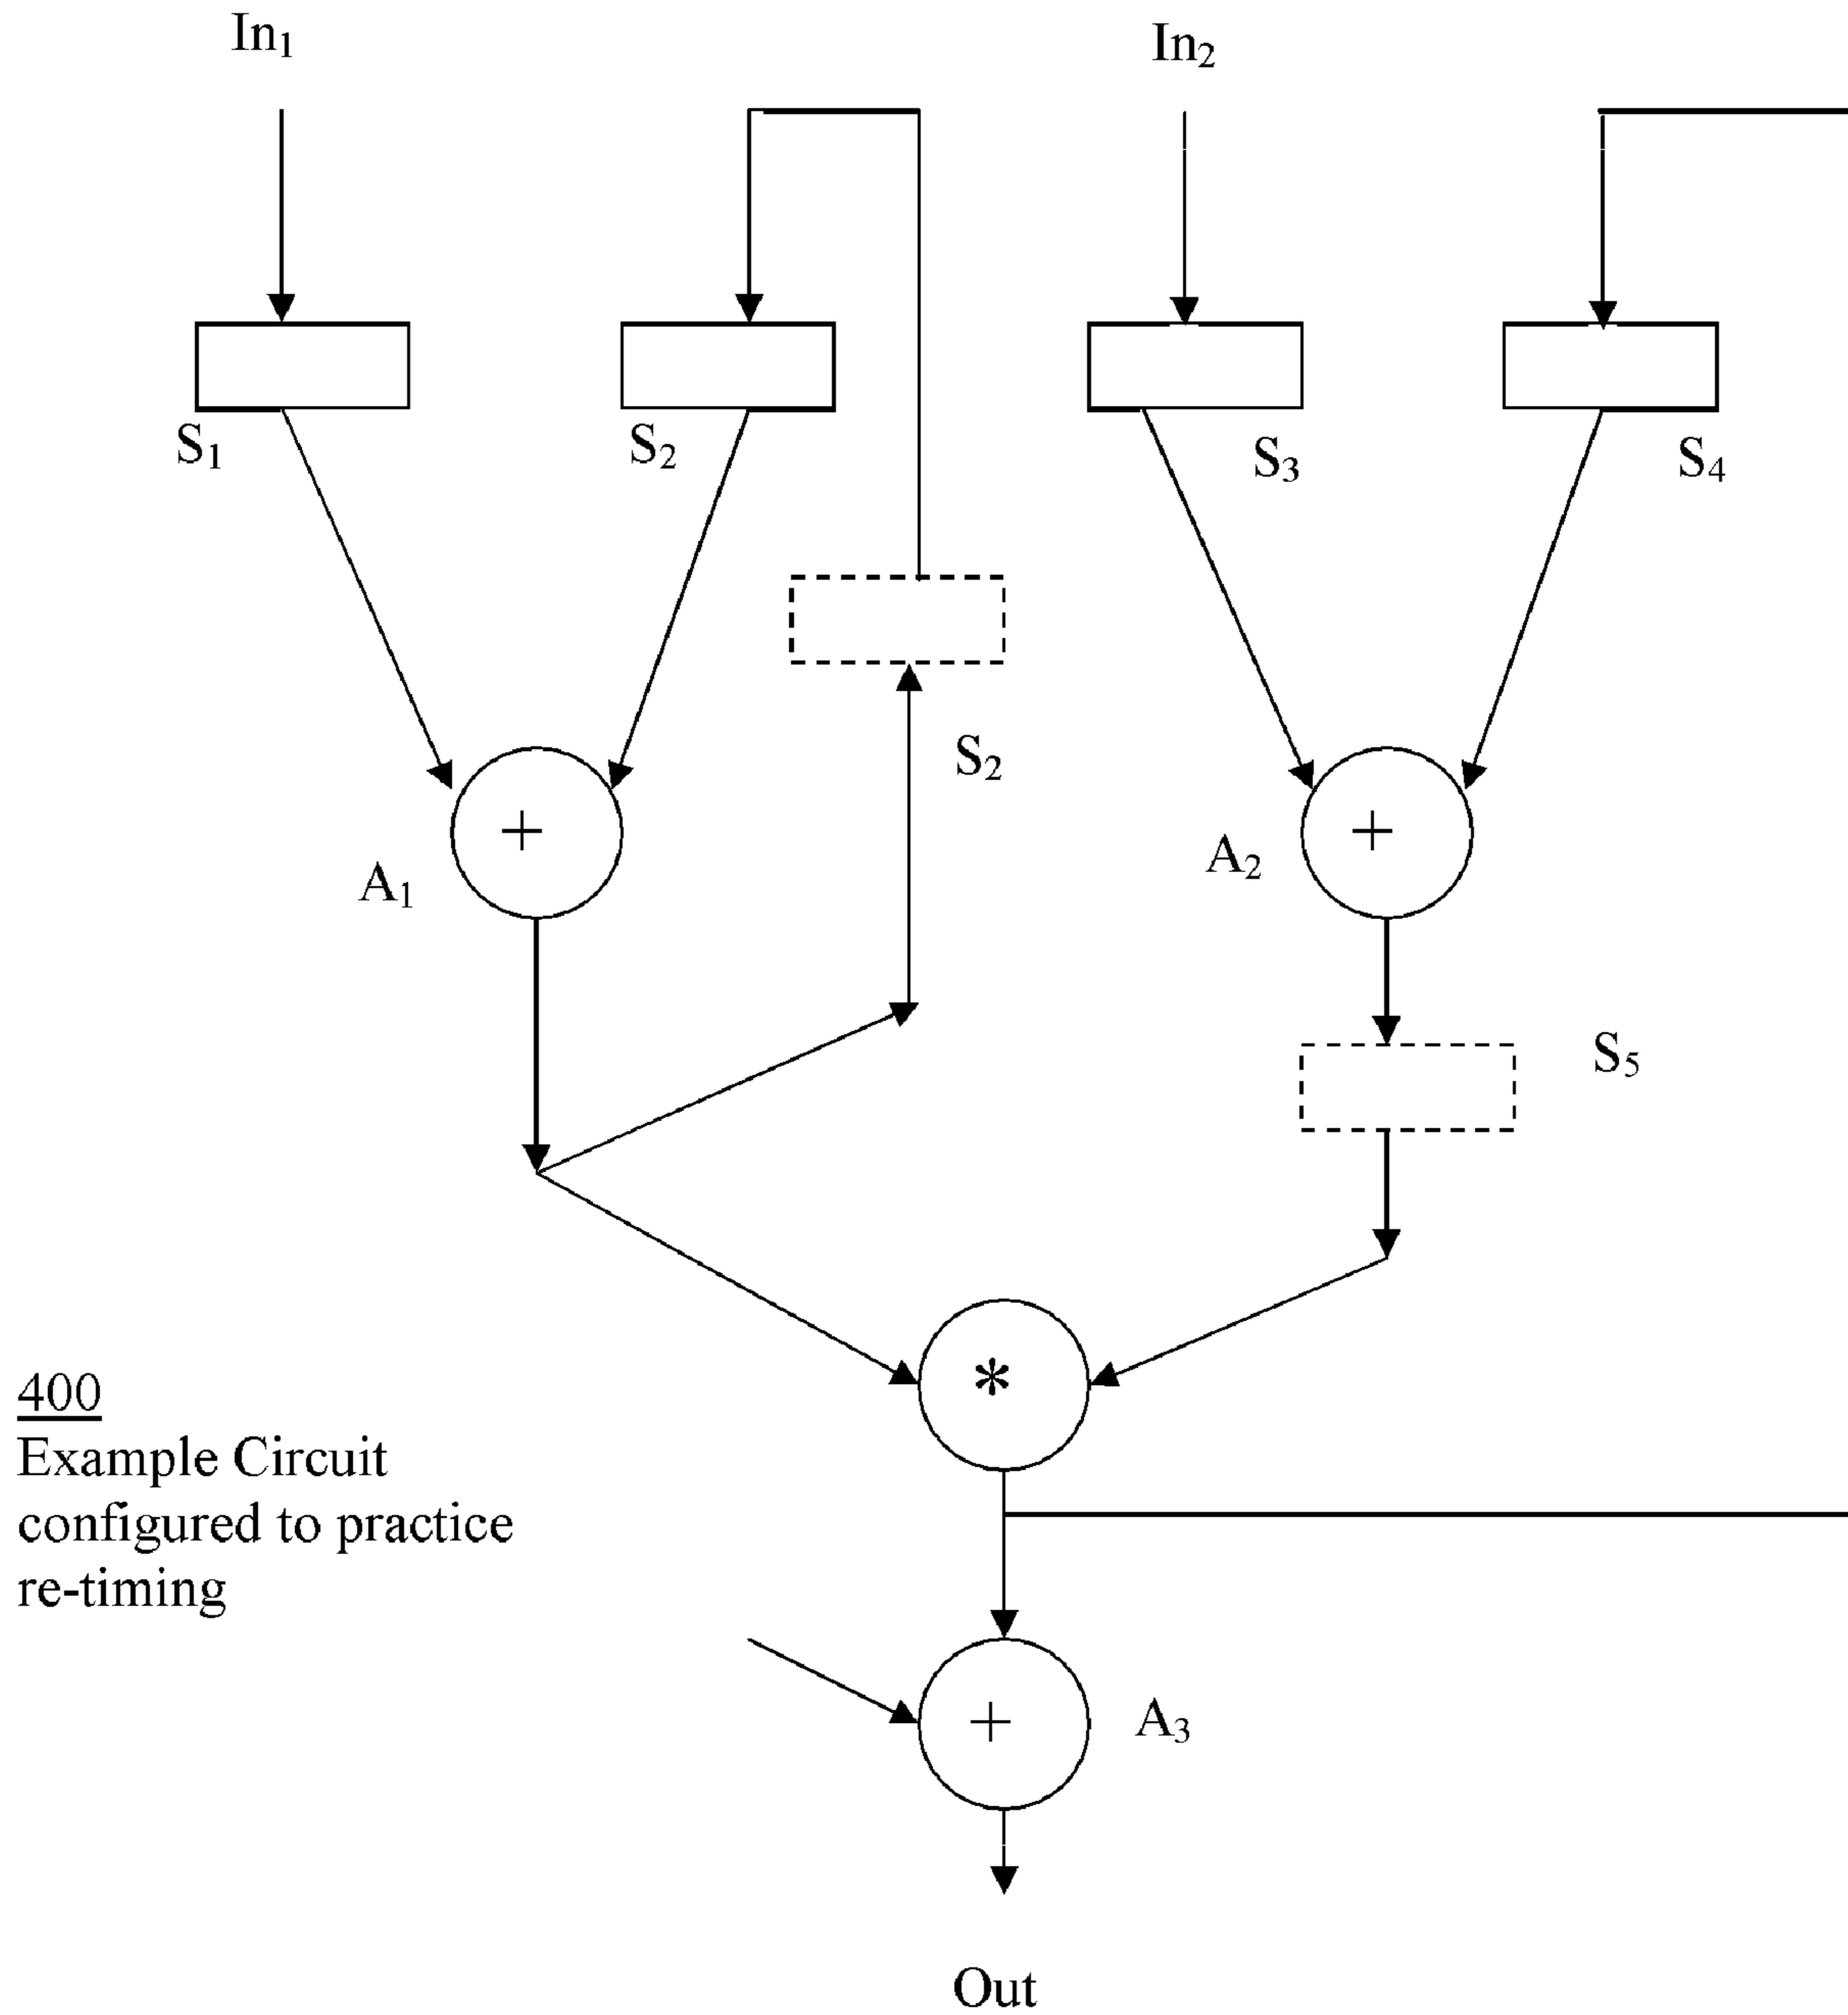 In₁
In₂
S₁
S₂
S₃
S₄
S₂
+
+
A₁
A₂
S₅
*
400
Example Circuit
configured to practice
re-timing
+
A₃
Out